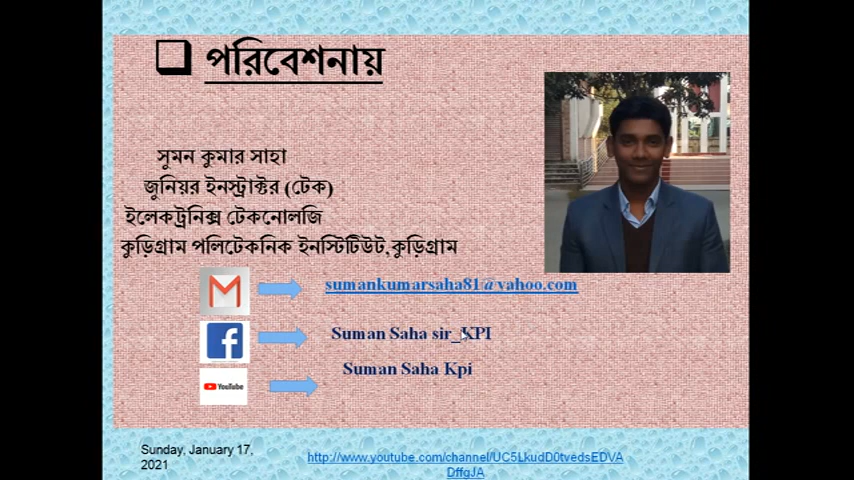 পরিবেশনায়
সুমন কুমার সাহা
জুনিয়র ইনস্ট্রাক্টর (টেক)
ইলেকট্রনিক্স টেকনোলজি
কুড়িগ্রাম পলিটেকনিক ইনস্টিটিউট,কুড়িগ্রাম
sumankumarsaha81@yahoo.com
Suman Saha sir_KPI
Suman Saha Kpi
YouTube
Sunday, January 17,
2021
http://www.youtube.com/channel/UC5LkudD0tvedsEDVA
DffgJA